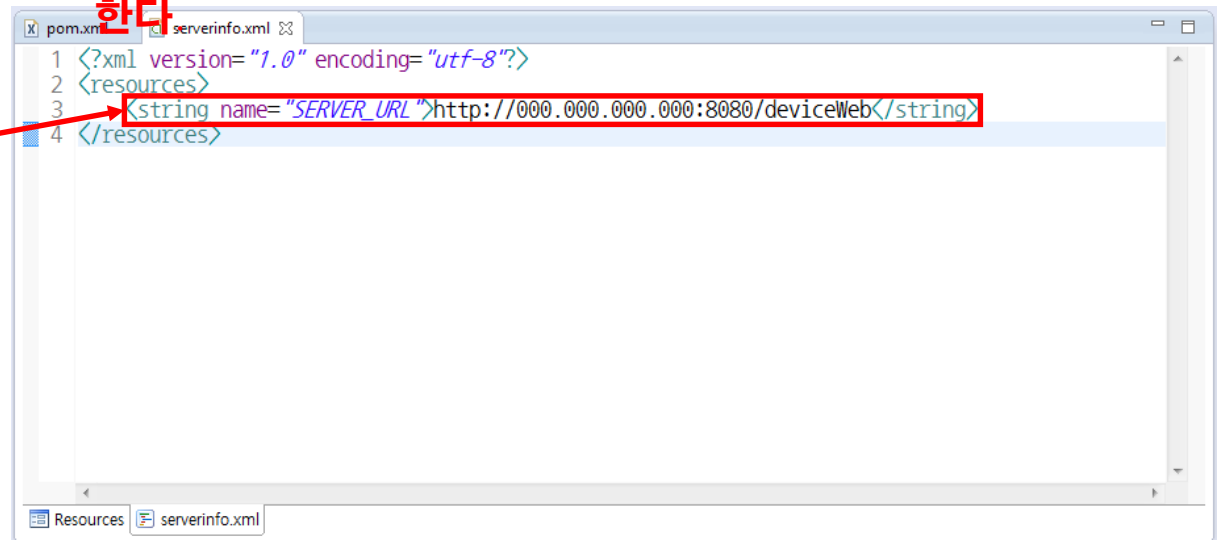 한다.
pom.xml serverinfo.xml
1 <?xml version="1.0" encoding="utf-8"?>
2 <resources>
3 <string name="SERVER_URL">http://000.000.000.000:8080/deviceWeb</string>
4 </resources>
Resources serverinfo.xml